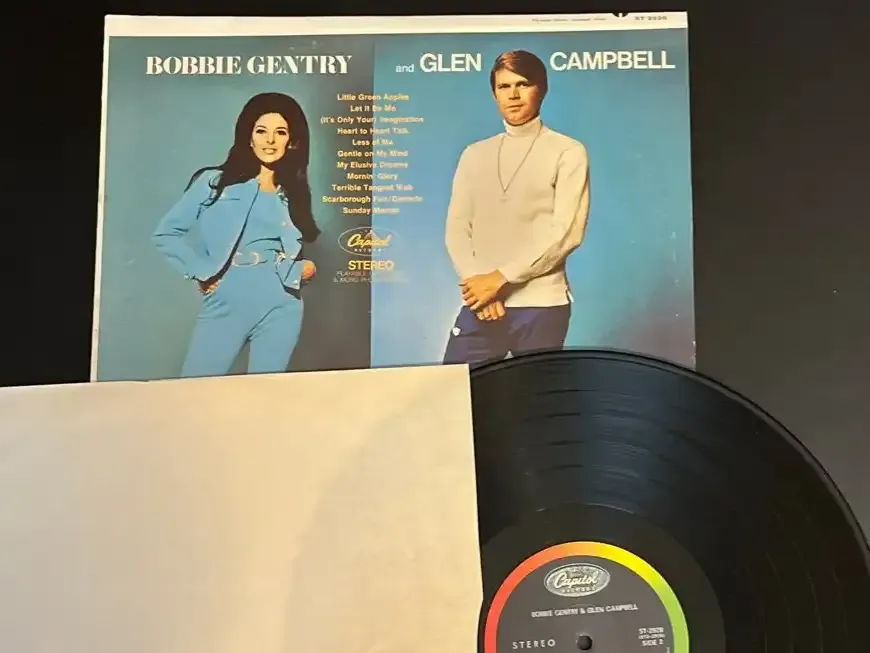 ST 2928
BOBBIE GENTRY and GLEN CAMPBELL
Little Green Apples
Let It Be Me
(It's Only Your) Imagination
Heart to Heart Talk
Less of Me
Gentle on My Mind
My Elusive Dreams
Mornin' Glory
Terrible Tangled Web
Scarborough Fair/Canticle
Sunday Mornin'
Capitol
RECORDS
STEREO
Capitol
RECORDS
BOBBIE GENTRY & GLEN CAMPBELL
ST-2928
STEREO
SIDE 2